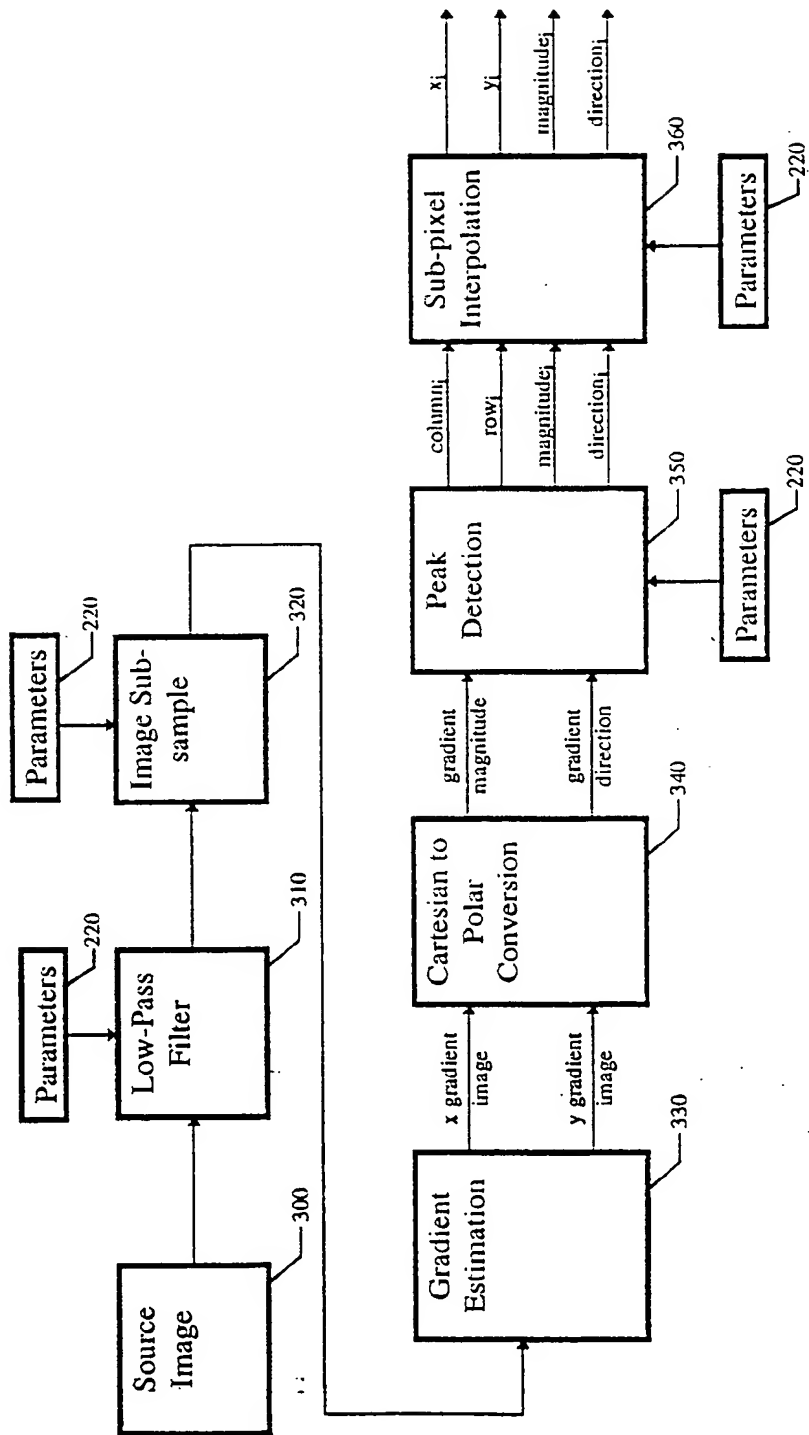 Source
Image
300
Parameters
220
Low-Pass
Filter
310
Parameters
220
Image Sub-
sample
320
Gradient
Estimation
330
x gradient
image
y gradient
image
Cartesian to
Polar
Conversion
340
gradient
magnitude
gradient
direction
Peak
Detection
350
Parameters
220
column_i
row_i
magnitude_i
direction_i
Sub-pixel
Interpolation
360
Parameters
220
x_i
y_i
magnitude_i
direction_i